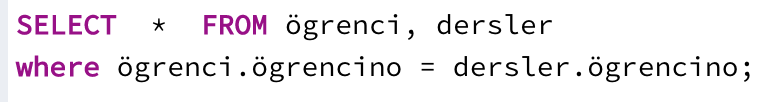 SELECT * FROM ögrenci, dersler
where ögrenci.ögrencino = dersler.ögrencino;